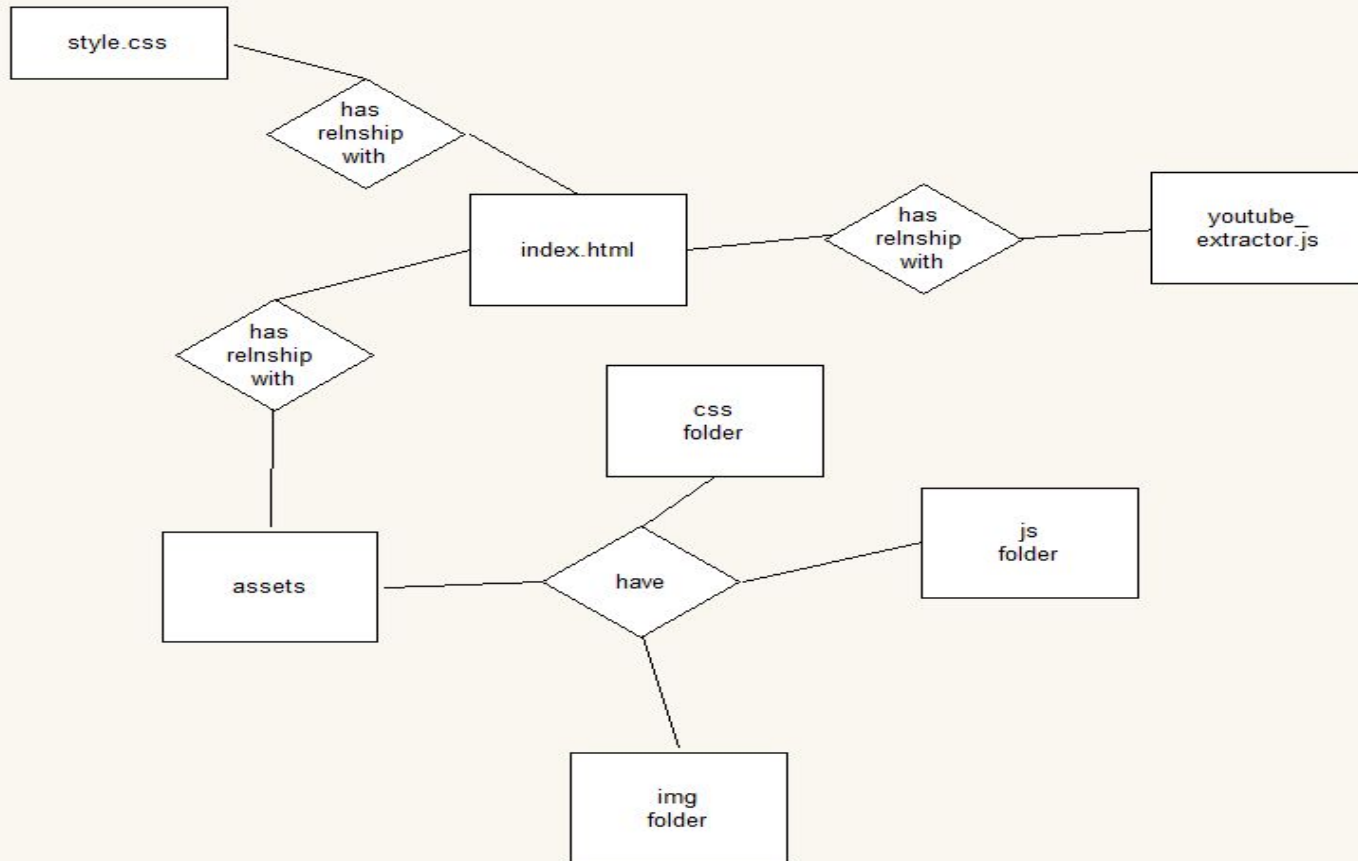 style.css
has
relnship
with
index.html
has
relnship
with
youtube_
extractor.js
has
relnship
with
css
folder
js
folder
assets
have
img
folder